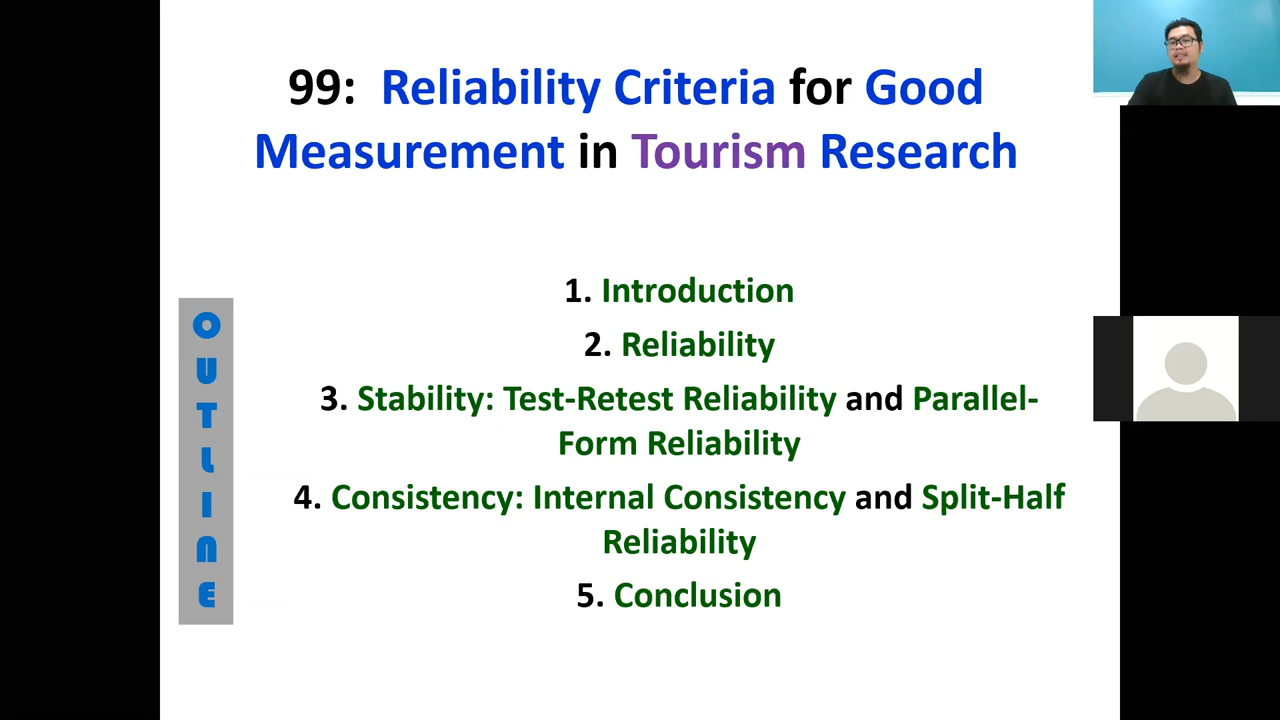 99: Reliability Criteria for Good
Measurement in Tourism Research
OUTLINE
1. Introduction
2. Reliability
3. Stability: Test-Retest Reliability and Parallel-
Form Reliability
4. Consistency: Internal Consistency and Split-Half
Reliability
5. Conclusion